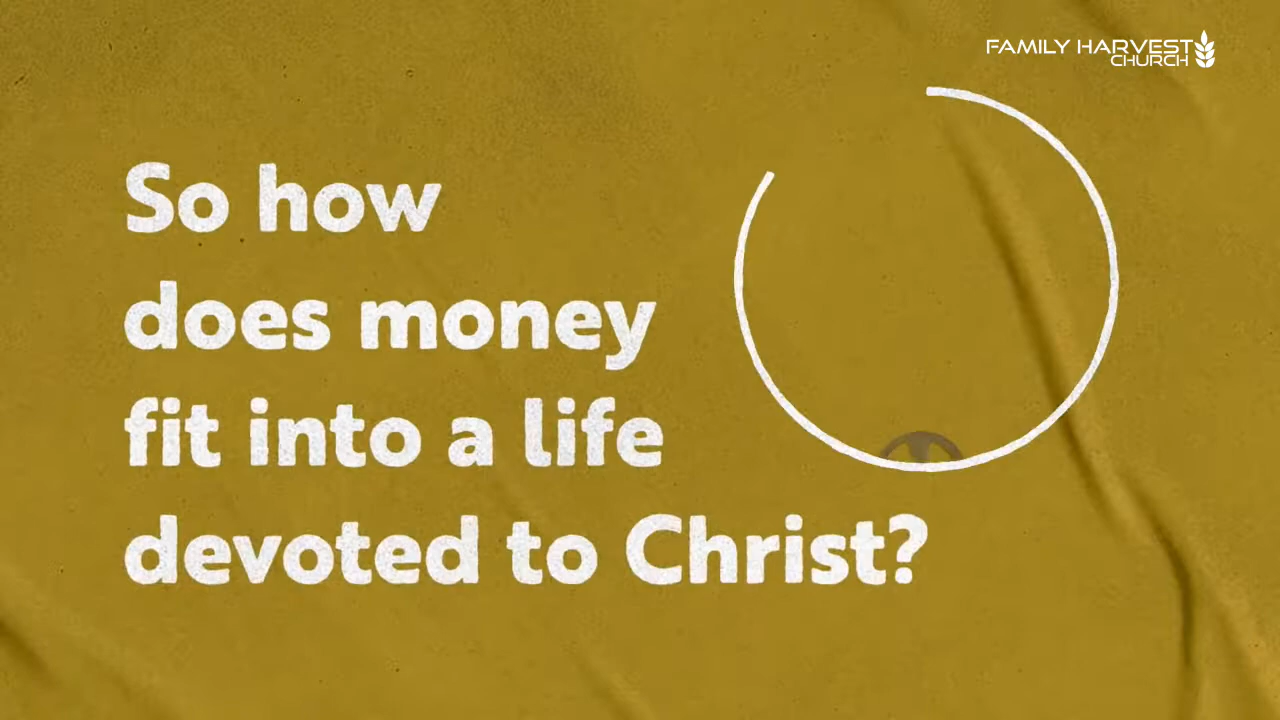 FAMILY HARVEST
CHURCH
So how
does money
fit into a life
devoted to Christ?